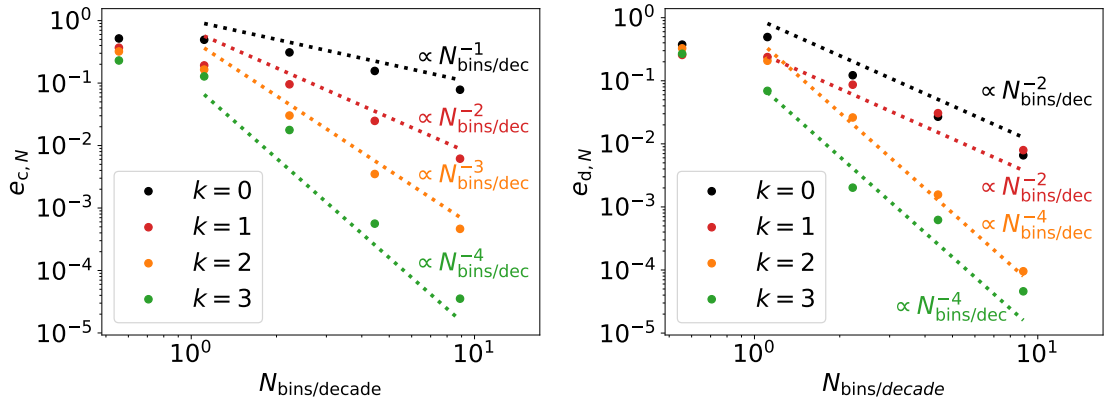 10^0
10^{-1}
10^{-2}
10^{-3}
10^{-4}
10^{-5}
e_{c, N}
∝ N_{bins/dec}^{-1}
∝ N_{bins/dec}^{-2}
∝ N_{bins/dec}^{-3}
∝ N_{bins/dec}^{-4}
k = 0
k = 1
k = 2
k = 3
10^0
10^1
N_{bins/decade}
10^0
10^{-1}
10^{-2}
10^{-3}
10^{-4}
10^{-5}
e_{d, N}
∝ N_{bins/dec}^{-2}
∝ N_{bins/dec}^{-2}
∝ N_{bins/dec}^{-4}
∝ N_{bins/dec}^{-4}
k = 0
k = 1
k = 2
k = 3
10^0
10^1
N_{bins/decade}